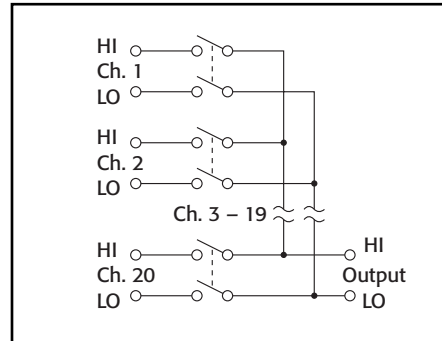 HI
Ch. 1
LO
HI
Ch. 2
LO
Ch. 3 – 19
HI
HI
Ch. 20
Output
LO
LO